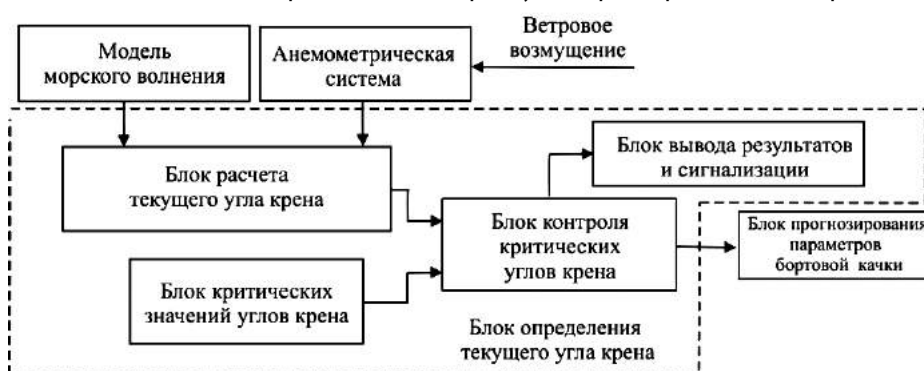 Ветровое
возмущение
Модель
морского волнения
Анемометрическая
система
Блок вывода результатов
и сигнализации
Блок расчета
текущего угла крена
Блок контроля
критических
углов крена
Блок прогнозирования
параметров
бортовой качки
Блок критических
значений углов крена
Блок определения
текущего угла крена